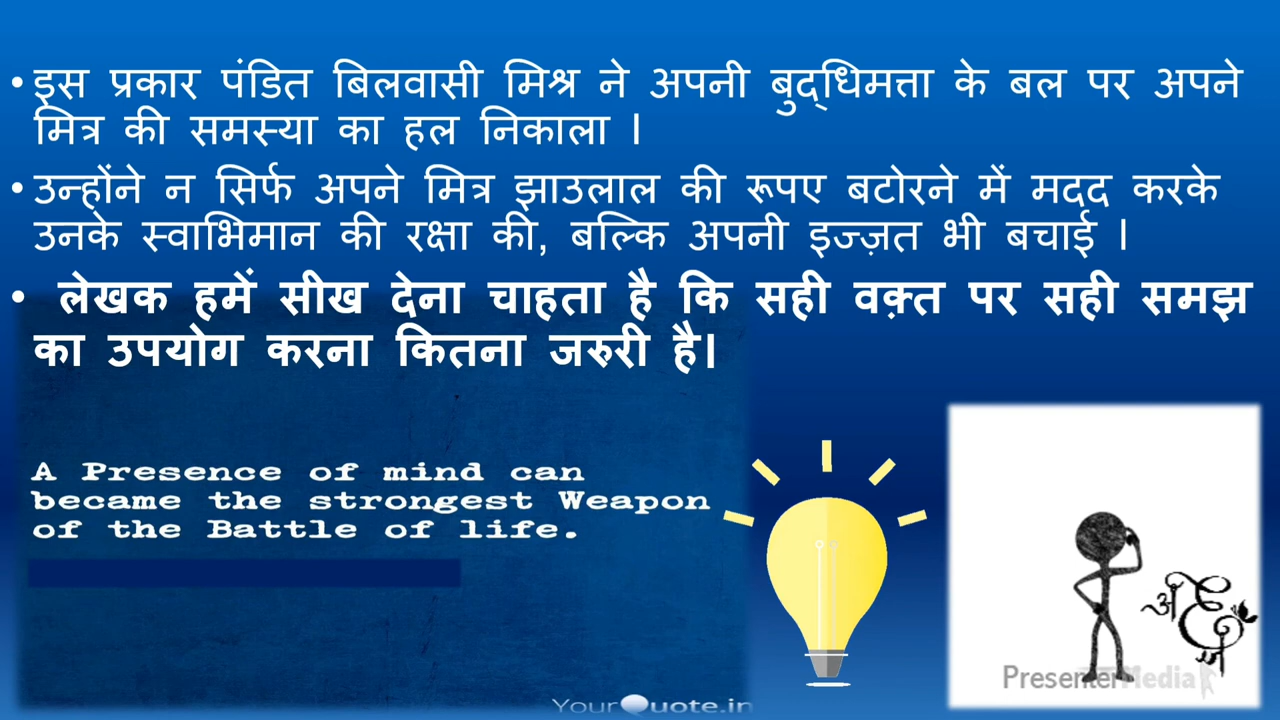 • इस प्रकार पंडित बिलवासी मिश्र ने अपनी बुद्धिमत्ता के बल पर अपने
मित्र की समस्या का हल निकाला ।
• उन्होंने न सिर्फ अपने मित्र झाउलाल की रूपए बटोरने में मदद करके
उनके स्वाभिमान की रक्षा की, बल्कि अपनी इज्ज़त भी बचाई ।
• लेखक हमें सीख देना चाहता है कि सही वक़्त पर सही समझ
का उपयोग करना कितना जरुरी है।
A Presence of mind can
became the strongest Weapon
of the Battle of life.
YourQuote.in
PresenterMedia